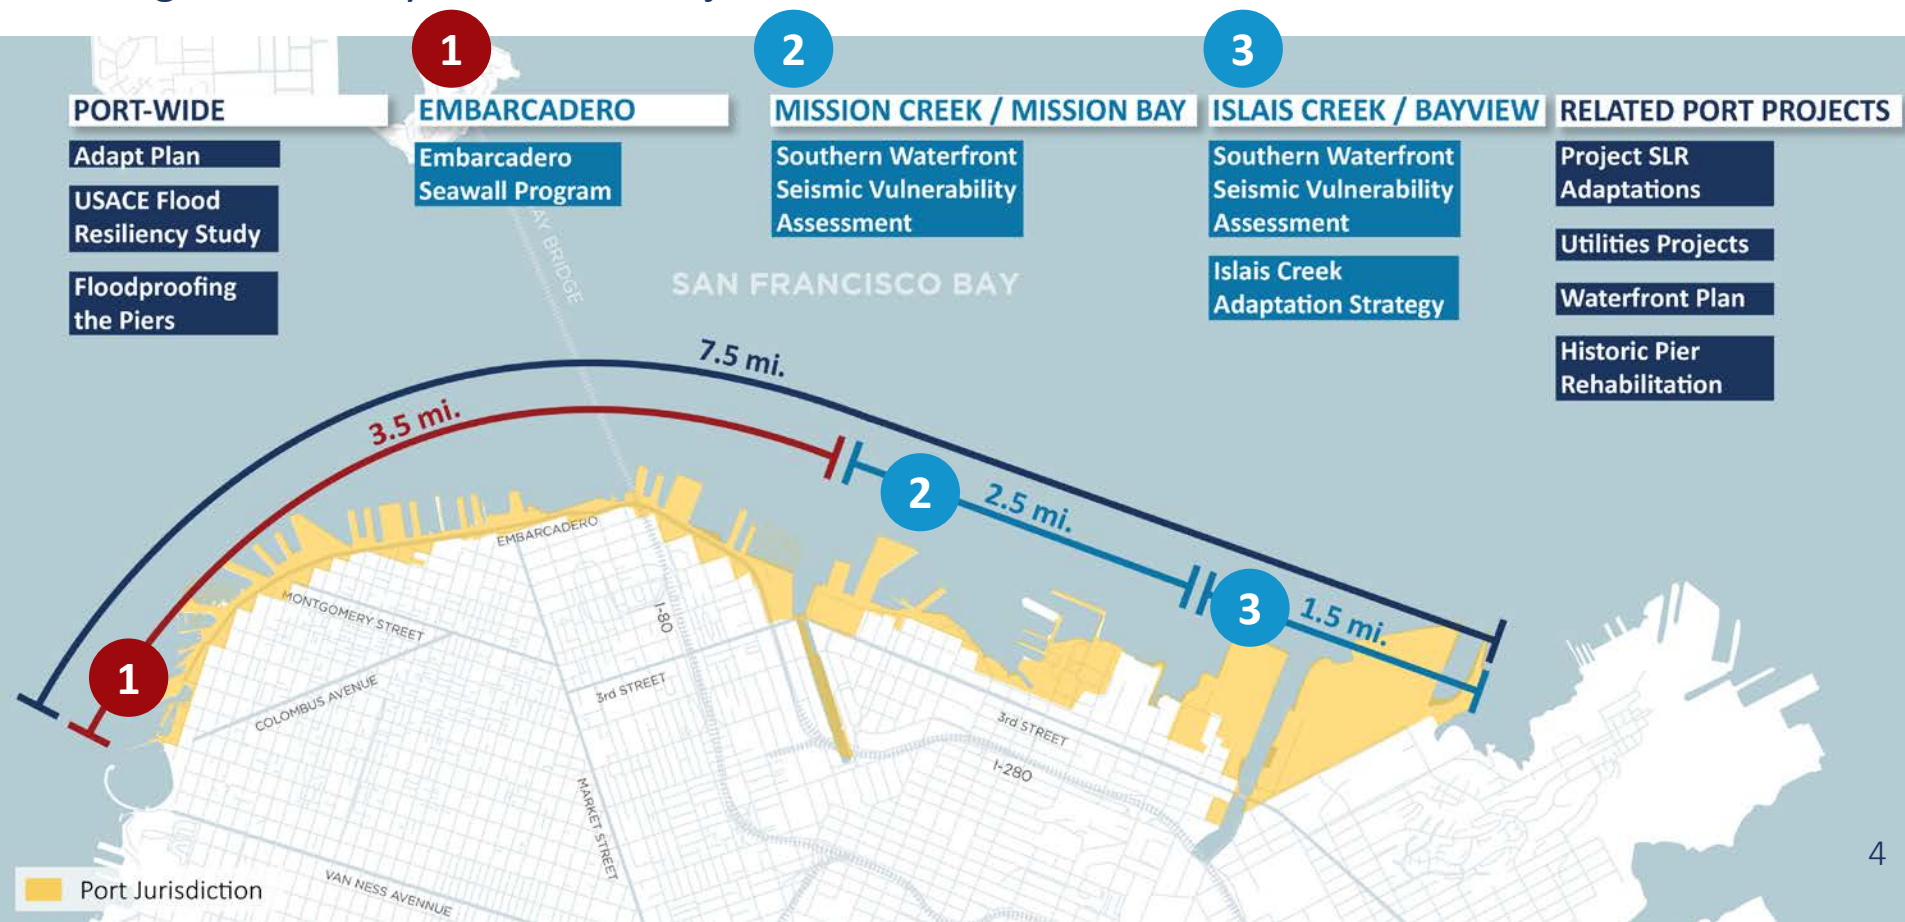 1
2
3
PORT-WIDE
Adapt Plan
USACE Flood
Resiliency Study
Floodproofing
the Piers
EMBARCADERO
Embarcadero
Seawall Program
MISSION CREEK / MISSION BAY
Southern Waterfront
Seismic Vulnerability
Assessment
ISLAIS CREEK / BAYVIEW
Southern Waterfront
Seismic Vulnerability
Assessment
Islais Creek
Adaptation Strategy
RELATED PORT PROJECTS
Project SLR
Adaptations
Utilities Projects
Waterfront Plan
Historic Pier
Rehabilitation
BRIDGE
SAN FRANCISCO BAY
7.5 mi.
3.5 mi.
2
2.5 mi.
3
1.5 mi.
1
EMBARCADERO
MONTGOMERY STREET
COLOMBUS AVENUE
I-80
3rd STREET
3rd STREET
I-280
MARKET STREET
VAN NESS AVENNUE
Port Jurisdiction
4